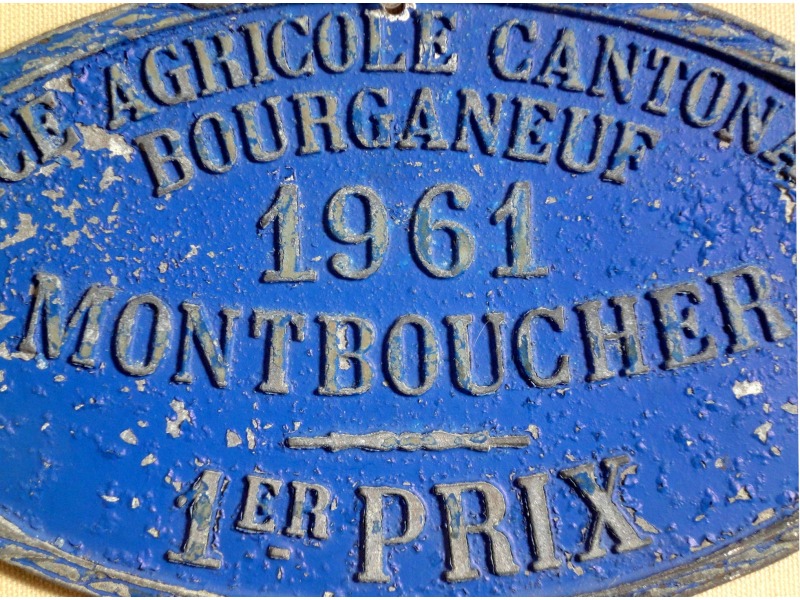 CE AGRICOLE CANTONA
BOURGANEUF
1961
MONTBOUCHER
1ER PRIX